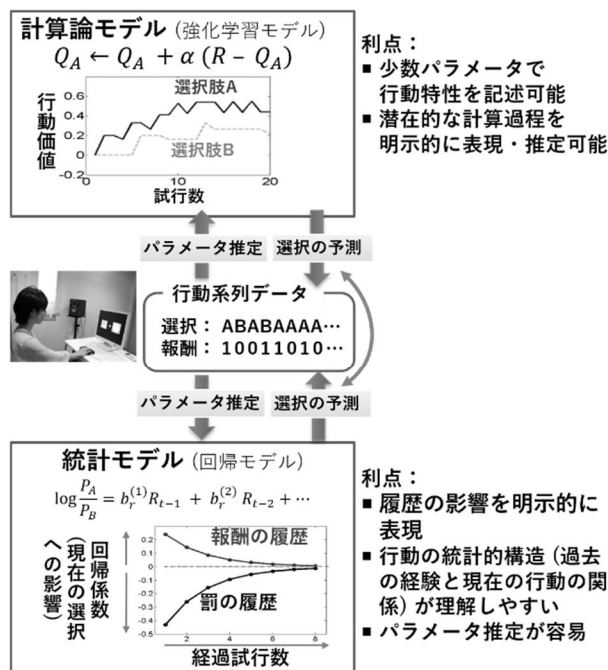 計算論モデル (強化学習モデル)
Q_A ← Q_A + α (R − Q_A)
行動価値
0.6
0.4
0.2
0
-0.2
選択肢A
選択肢B
0
10
20
試行数
利点：
▪ 少数パラメータで
行動特性を記述可能
▪ 潜在的な計算過程を
明示的に表現・推定可能
パラメータ推定
選択の予測
行動系列データ
選択： ABABAAAA…
報酬： 10011010…
パラメータ推定
選択の予測
統計モデル (回帰モデル)
log P_A/P_B = b_r^(1) R_{t−1} + b_r^(2) R_{t−2} + ⋯
回帰係数
(現在の選択
への影響)
0.2
0.1
0
-0.1
-0.2
-0.3
-0.4
-0.5
報酬の履歴
罰の履歴
2
4
6
8
経過試行数
利点：
▪ 履歴の影響を明示的に
表現
▪ 行動の統計的構造 (過去
の経験と現在の行動の関
係) が理解しやすい
▪ パラメータ推定が容易